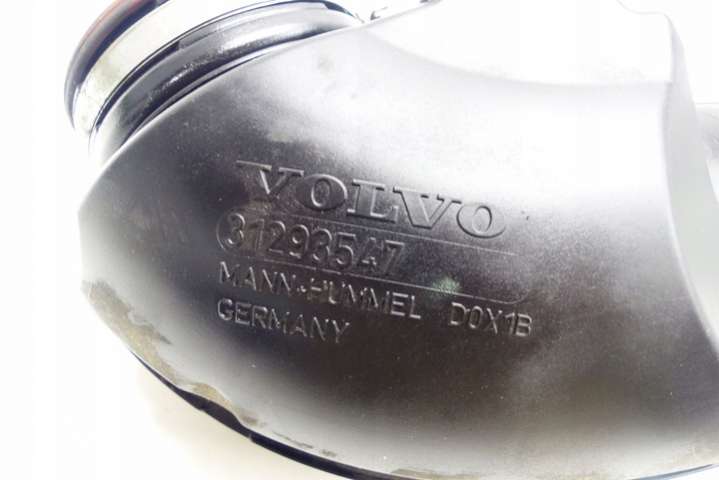 VOLVO
31293547
MANN+HUMMEL D0X1B
GERMANY